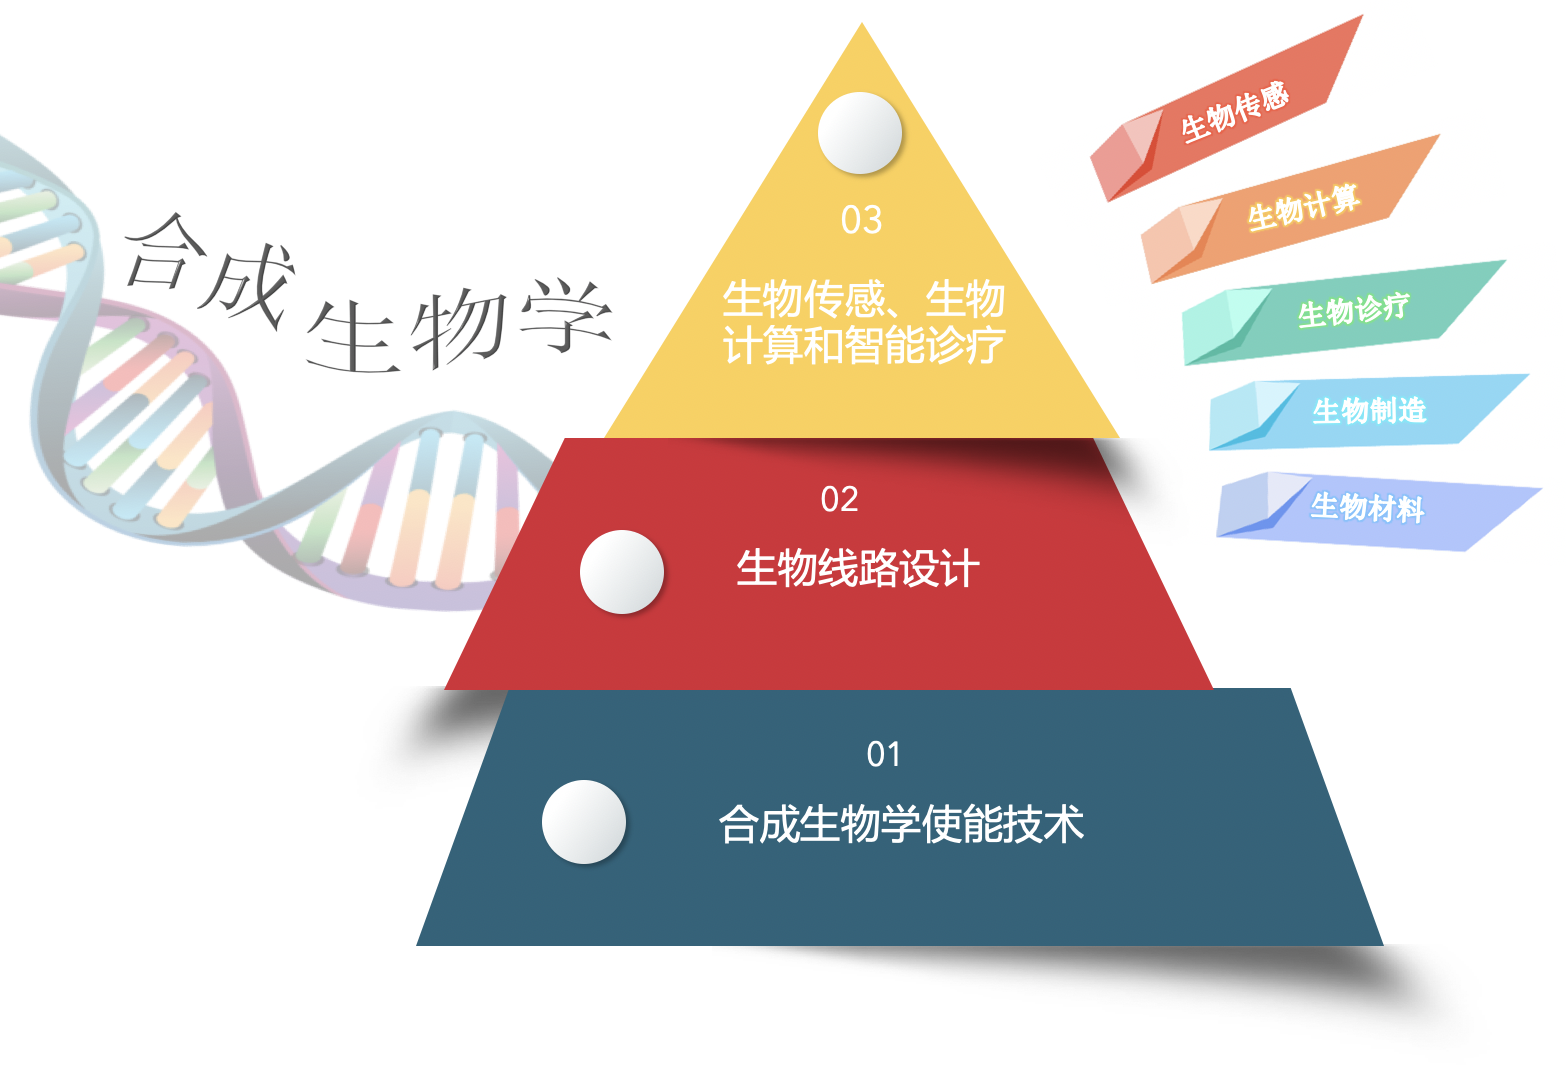 合成生物学
03
生物传感、生物
计算和智能诊疗
02
生物线路设计
01
合成生物学使能技术
生物传感
生物计算
生物诊疗
生物制造
生物材料